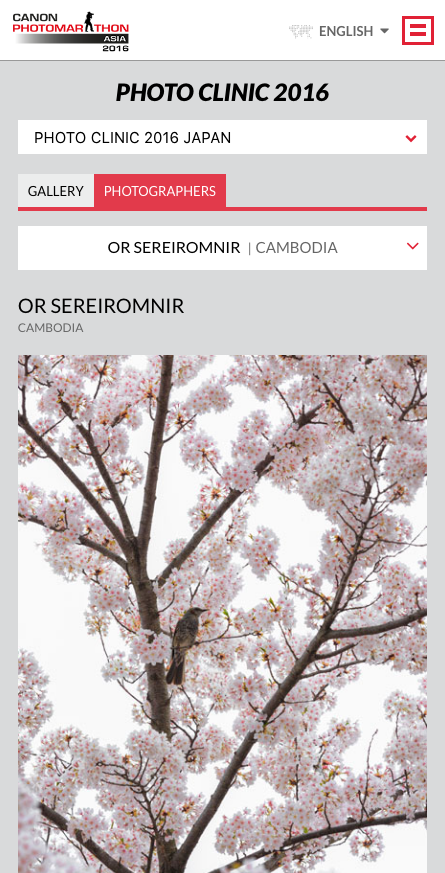 CANON
PHOTOMARATHON
ASIA
2016
ENGLISH
PHOTO CLINIC 2016
PHOTO CLINIC 2016 JAPAN
GALLERY PHOTOGRAPHERS
OR SEREIROMNIR | CAMBODIA
OR SEREIROMNIR
CAMBODIA